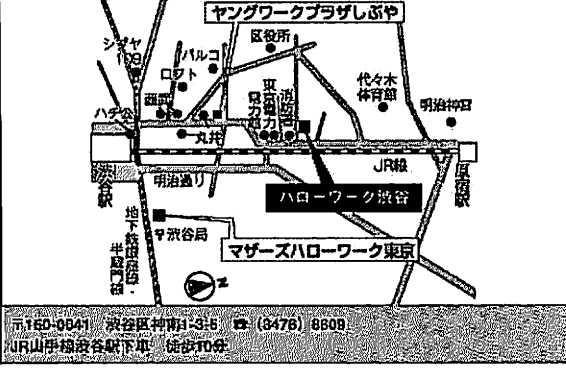 ヤングワークプラザしぶや
区役所
シブヤ
109
パルコ
ロフト
西武
ハチ公
丸井
東京電力
消防署
代々木
体育館
明治神宮
JR線
渋谷駅
原宿駅
明治通り
ハローワーク渋谷
地下鉄銀座線・
半蔵門線
〒渋谷局
マザーズハローワーク東京
N
渋谷区神南1-3-5 ☎ (3476) 8609
JR山手線渋谷駅下車 徒歩10分